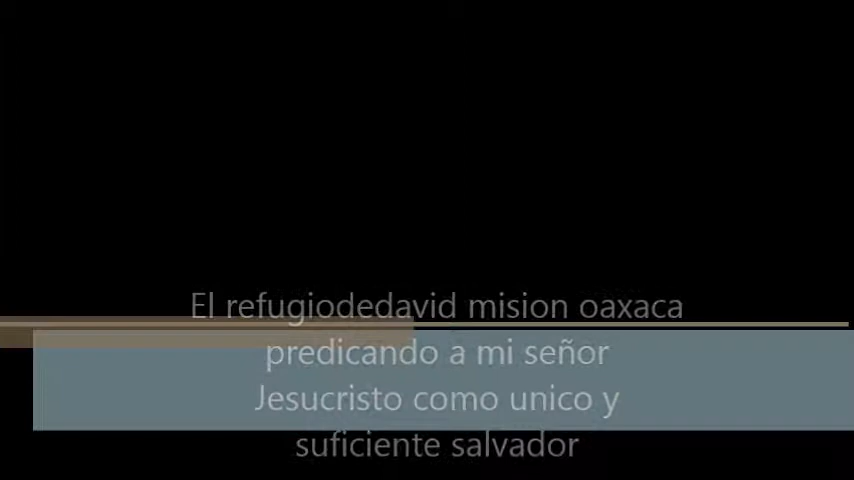 El refugiodedavid mision oaxaca
predicando a mi señor
Jesucristo como unico y
suficiente salvador